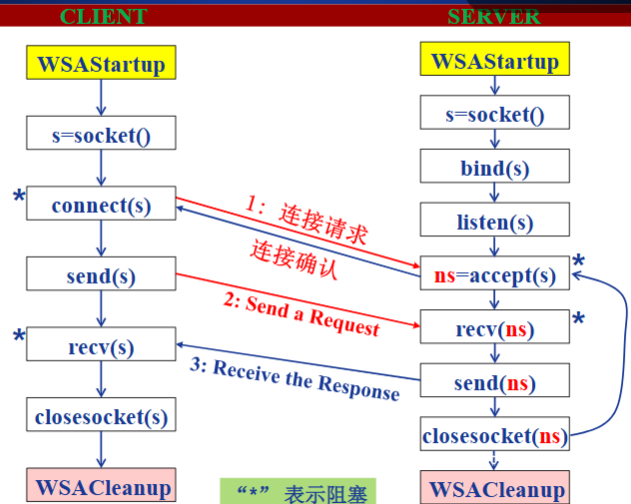 CLIENT
SERVER
WSAStartup
s=socket()
* connect(s)
send(s)
* recv(s)
closesocket(s)
WSACleanup
1：连接请求
连接确认
2: Send a Request
3: Receive the Response
WSAStartup
s=socket()
bind(s)
listen(s)
ns=accept(s) *
recv(ns) *
send(ns)
closesocket(ns)
WSACleanup
“*” 表示阻塞